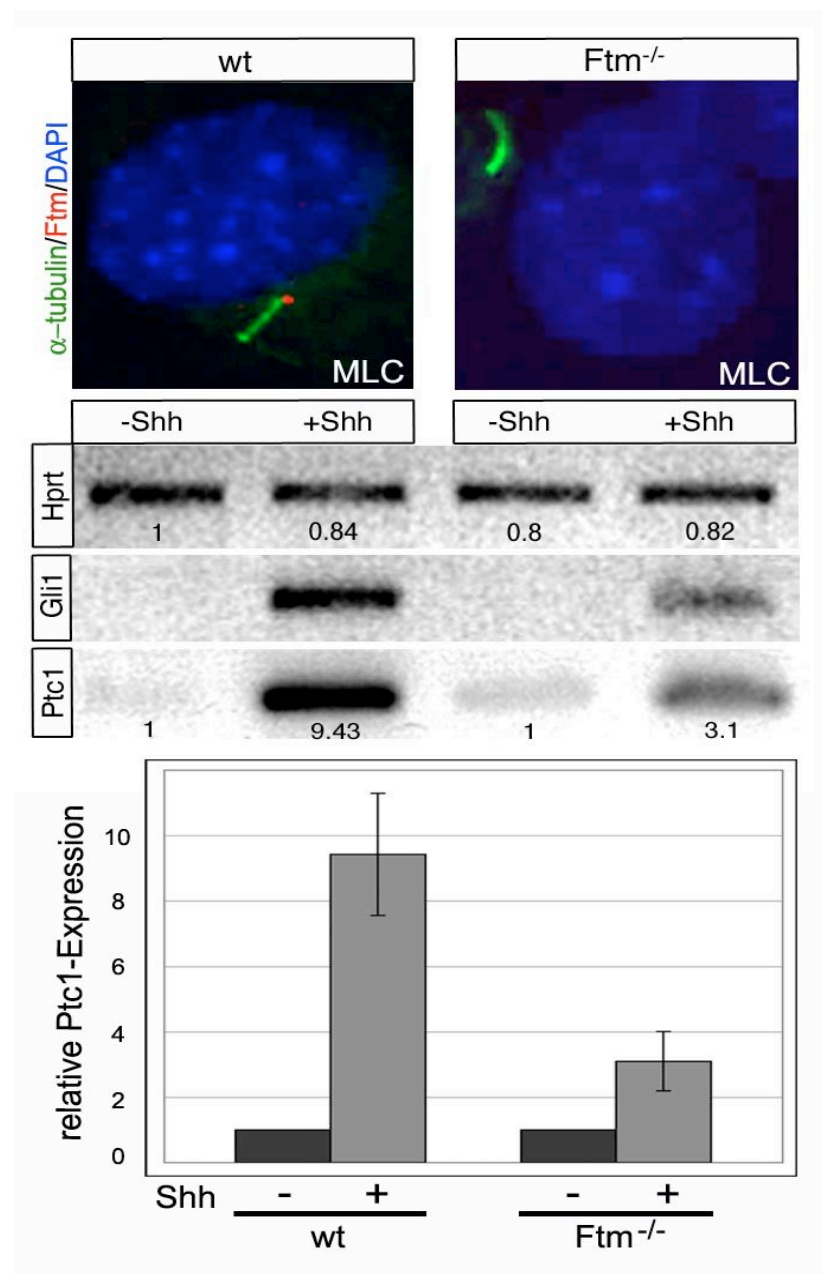 wt Ftm-/-
α-tubulin/Ftm/DAPI
MLC MLC
-Shh +Shh -Shh +Shh
Hprt
1 0.84 0.8 0.82
Gli1
Ptc1
1 9.43 1 3.1
relative Ptc1-Expression
10
8
6
4
2
0
Shh - + - +
wt Ftm-/-